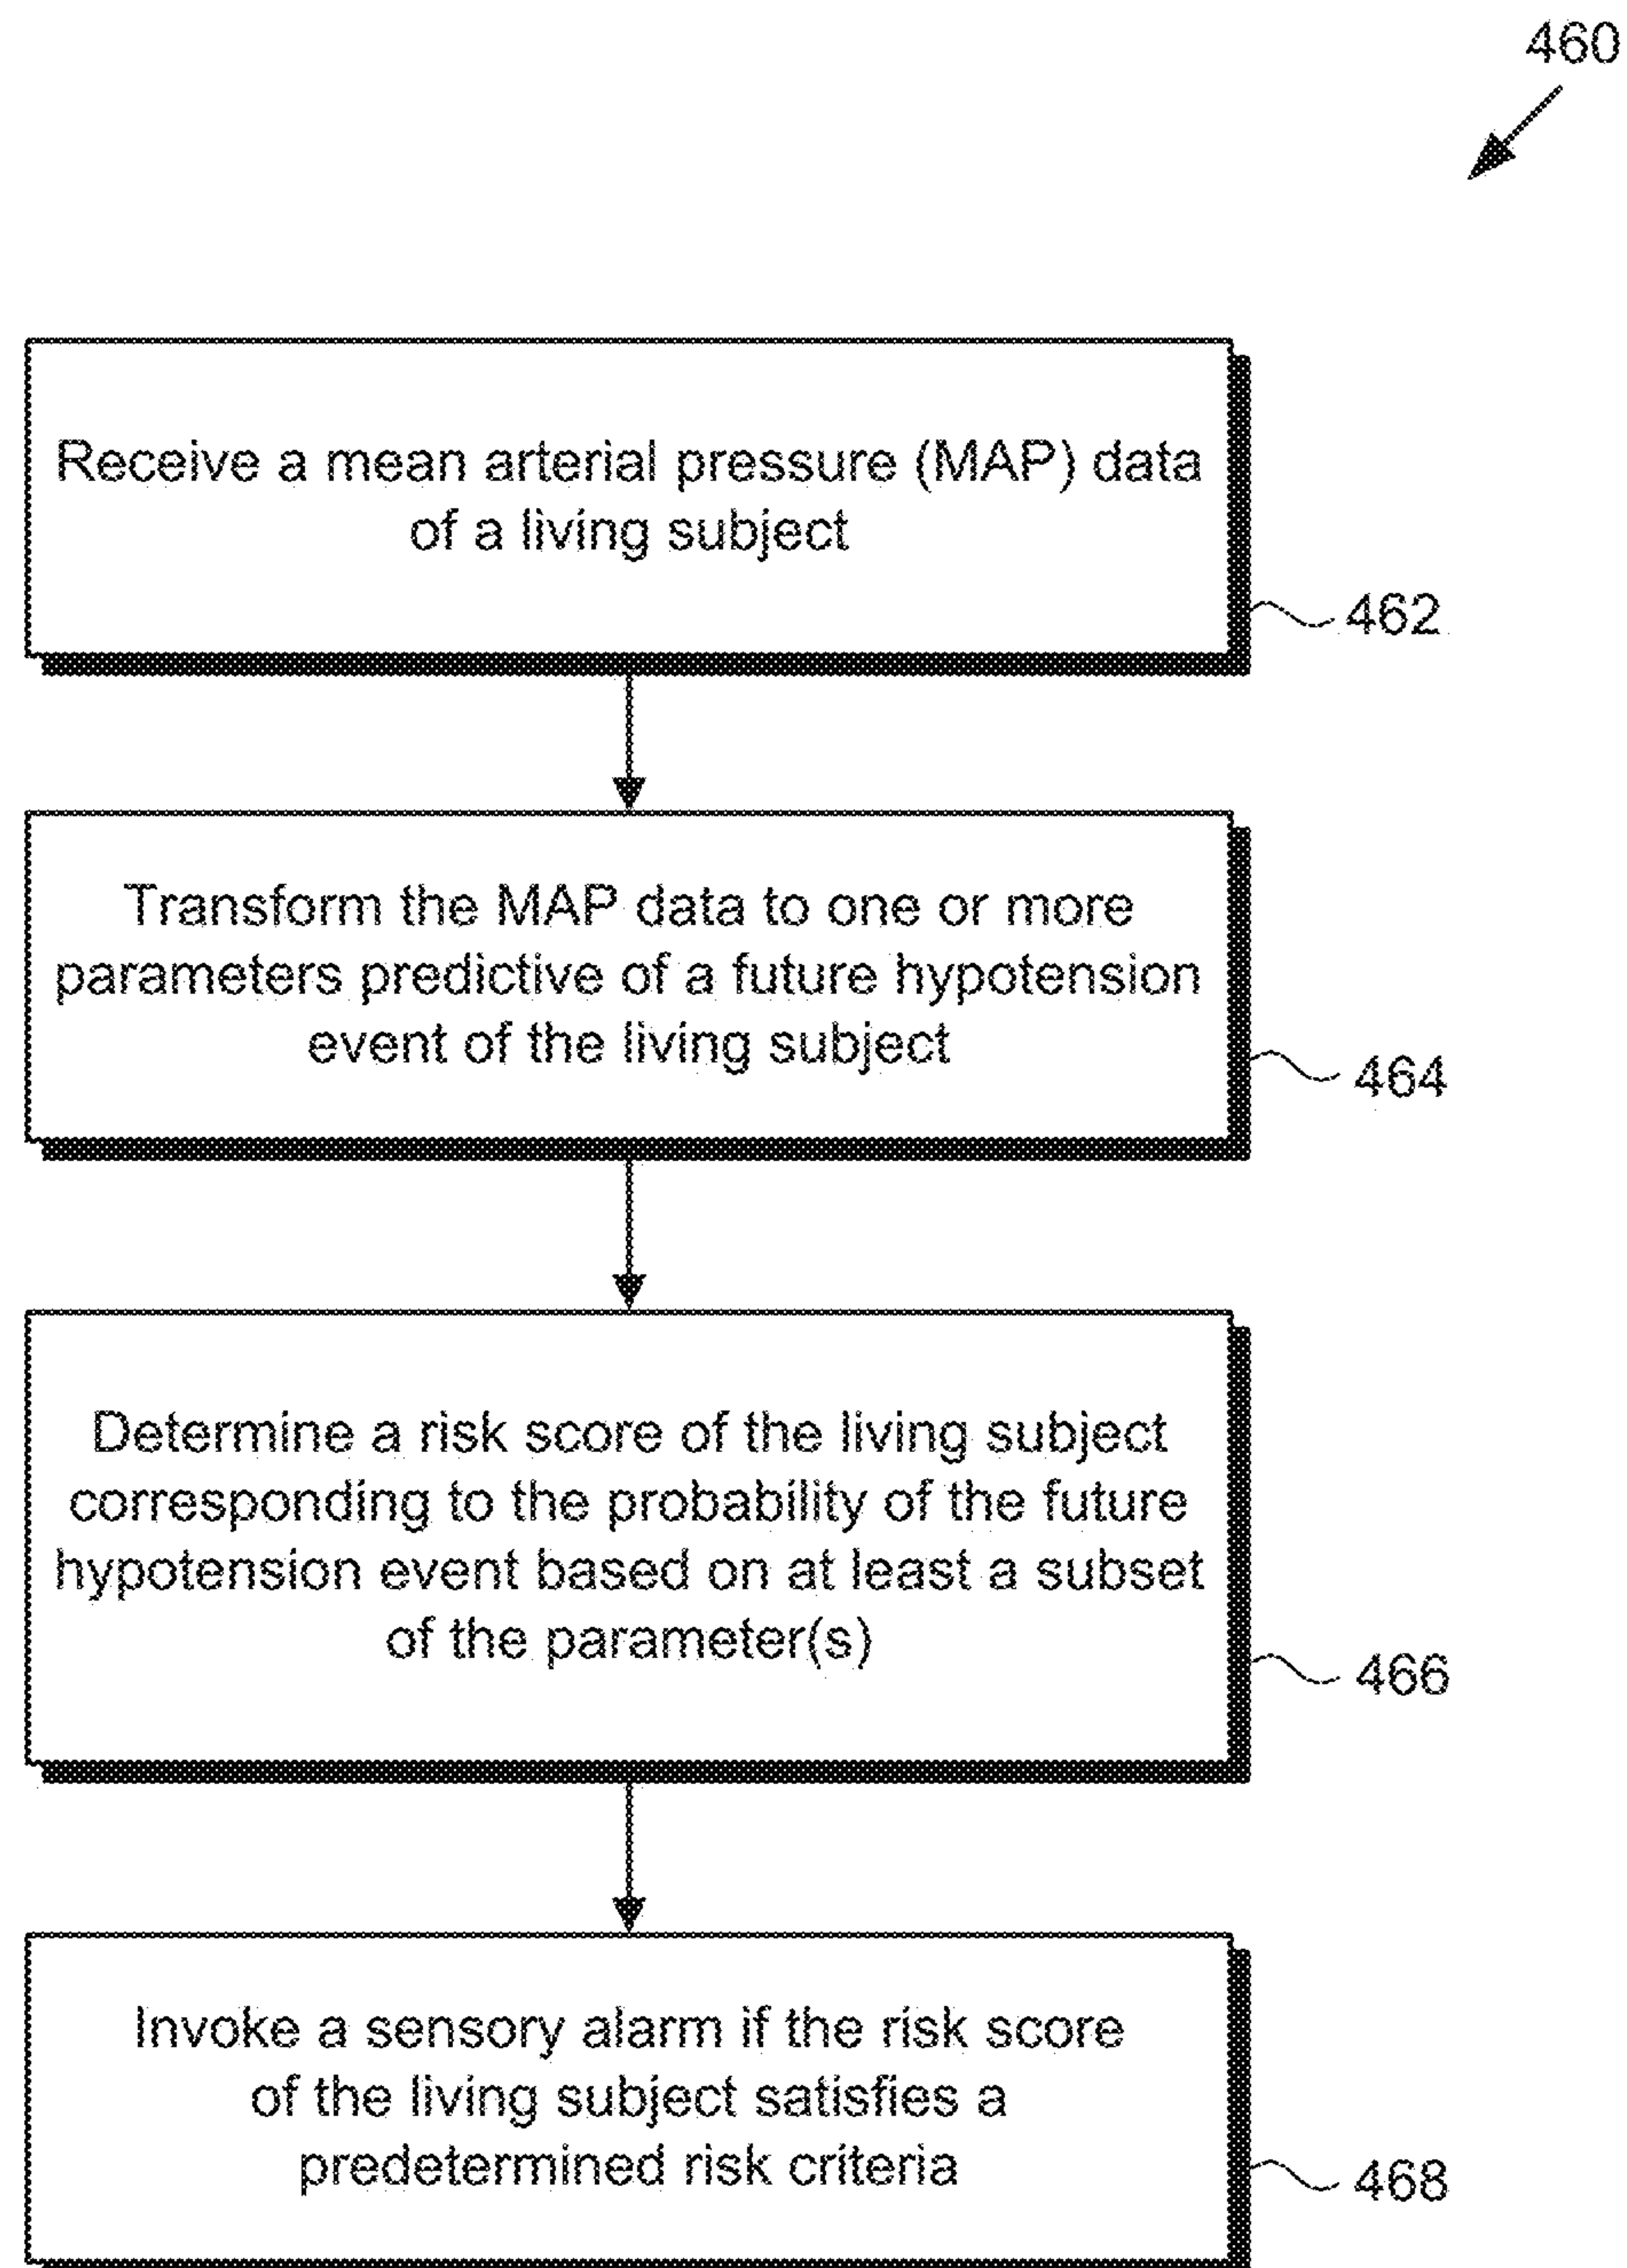 460
Receive a mean arterial pressure (MAP) data
of a living subject
462
Transform the MAP data to one or more
parameters predictive of a future hypotension
event of the living subject
464
Determine a risk score of the living subject
corresponding to the probability of the future
hypotension event based on at least a subset
of the parameter(s)
466
Invoke a sensory alarm if the risk score
of the living subject satisfies a
predetermined risk criteria
468